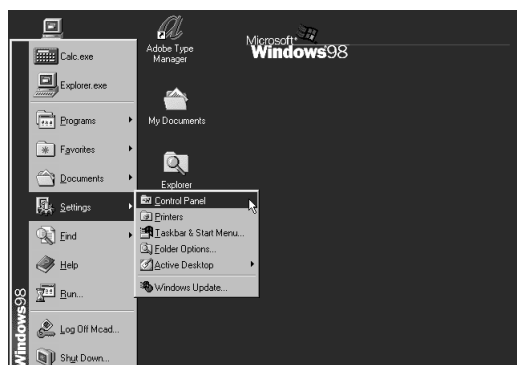 Calc.exe
Explorer.exe
Programs
Favorites
Documents
Settings
Find
Help
Run...
Log Off Mcad...
Shut Down...
Windows98
Adobe Type
Manager
My Documents
Explorer
Control Panel
Printers
Taskbar & Start Menu...
Folder Options...
Active Desktop
Windows Update...
Microsoft
Windows98